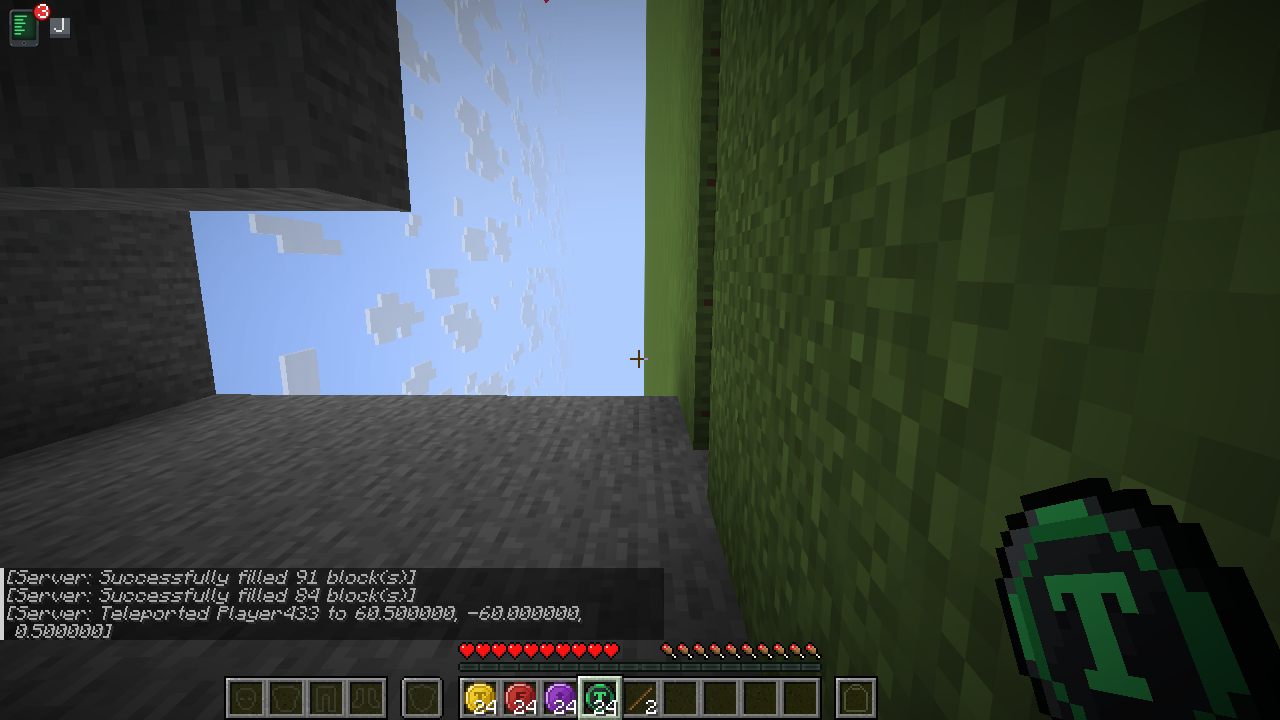 3
J
[Server: Successfully filled 91 block(s)]
[Server: Successfully filled 84 block(s)]
[Server: Teleported Player433 to 60.500000, -60.000000,
0.500000]
T
24 24 24 24 2